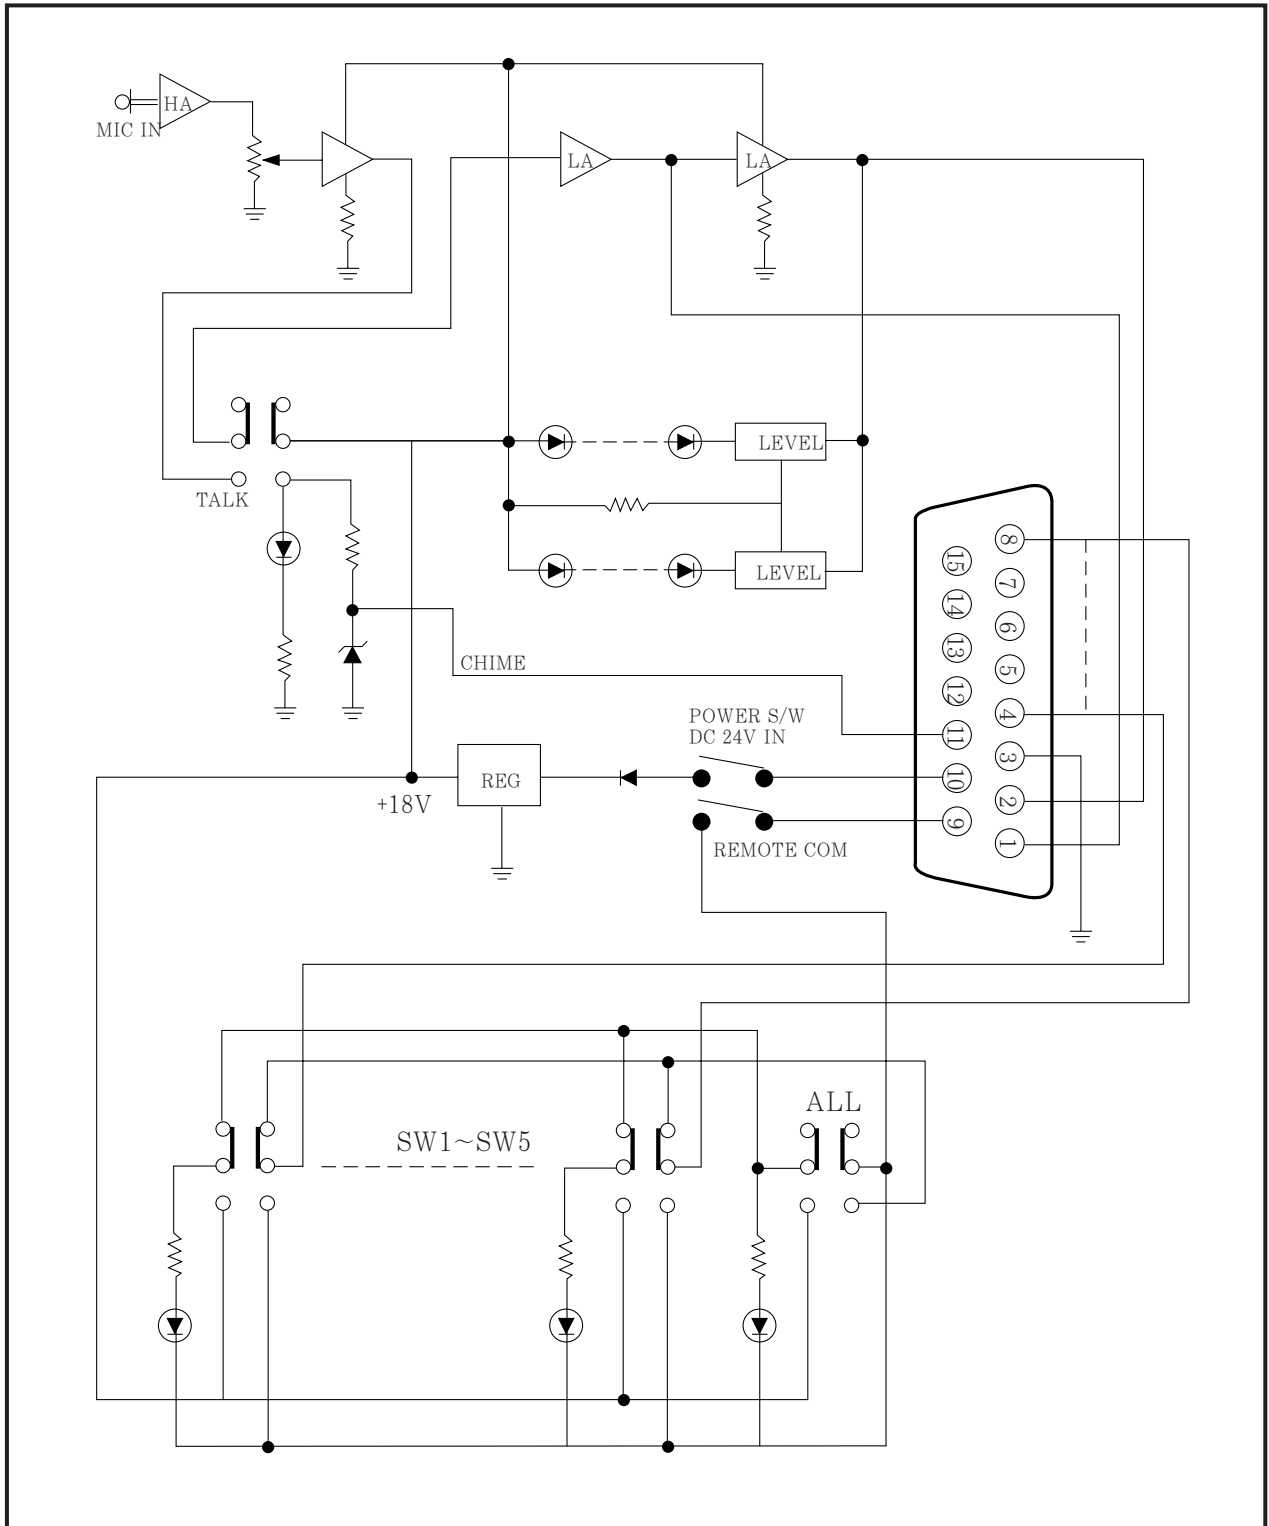 HA
MIC IN
LA
LA
TALK
LEVEL
LEVEL
8
15
7
14
6
13
5
12
4
11
3
10
2
9
1
CHIME
POWER S/W
DC 24V IN
REG
+18V
REMOTE COM
ALL
SW1~SW5